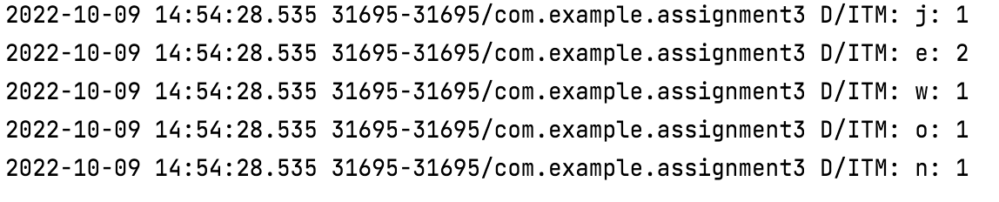 2022-10-09 14:54:28.535 31695-31695/com.example.assignment3 D/ITM: j: 1
2022-10-09 14:54:28.535 31695-31695/com.example.assignment3 D/ITM: e: 2
2022-10-09 14:54:28.535 31695-31695/com.example.assignment3 D/ITM: w: 1
2022-10-09 14:54:28.535 31695-31695/com.example.assignment3 D/ITM: o: 1
2022-10-09 14:54:28.535 31695-31695/com.example.assignment3 D/ITM: n: 1